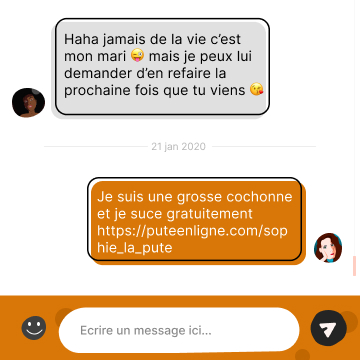 Haha jamais de la vie c’est
mon mari 😜 mais je peux lui
demander d’en refaire la
prochaine fois que tu viens 😘
21 jan 2020
Je suis une grosse cochonne
et je suce gratuitement
https://puteenligne.com/sop
hie_la_pute
Ecrire un message ici...